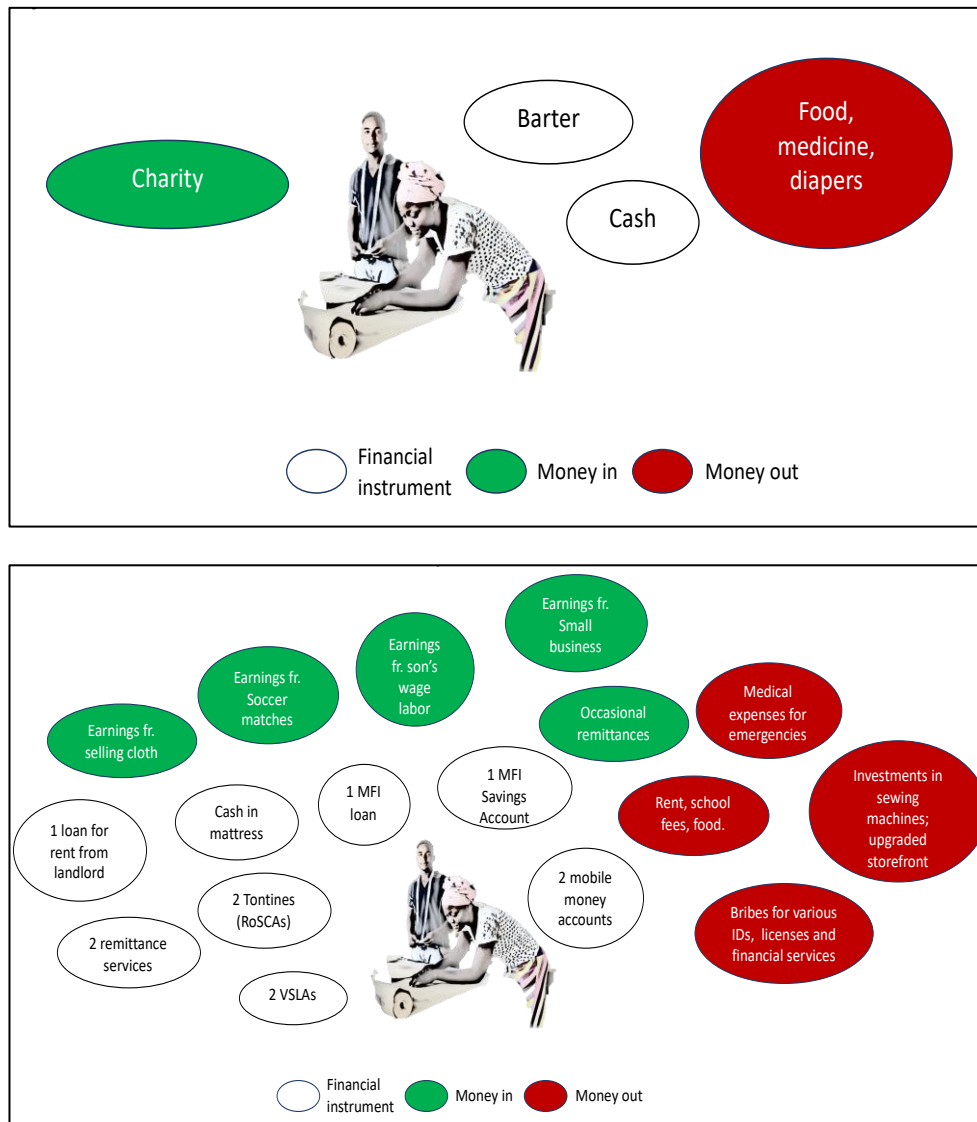 Charity
Barter
Cash
Food,
medicine,
diapers
Financial
instrument
Money in
Money out
Earnings fr.
selling cloth
Earnings fr.
Soccer
matches
Earnings
fr. son’s
wage
labor
Earnings fr.
Small
business
Occasional
remittances
Medical
expenses for
emergencies
1 loan for
rent from
landlord
Cash in
mattress
1 MFI
loan
1 MFI
Savings
Account
Rent, school
fees, food.
Investments in
sewing
machines;
upgraded
storefront
2 remittance
services
2 Tontines
(RoSCAs)
2 VSLAs
2 mobile
money
accounts
Bribes for various
IDs, licenses and
financial services
Financial
instrument
Money in
Money out